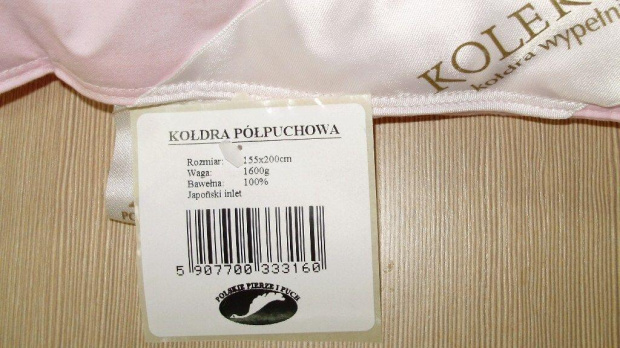 KOLEK
kołdra wypełn
KOŁDRA PÓŁPUCHOWA
Rozmiar: 155x200cm
Waga: 1600g
Bawełna: 100%
Japoński inlet
5 907700 333160
POLSKIE PIERZE I PUCH